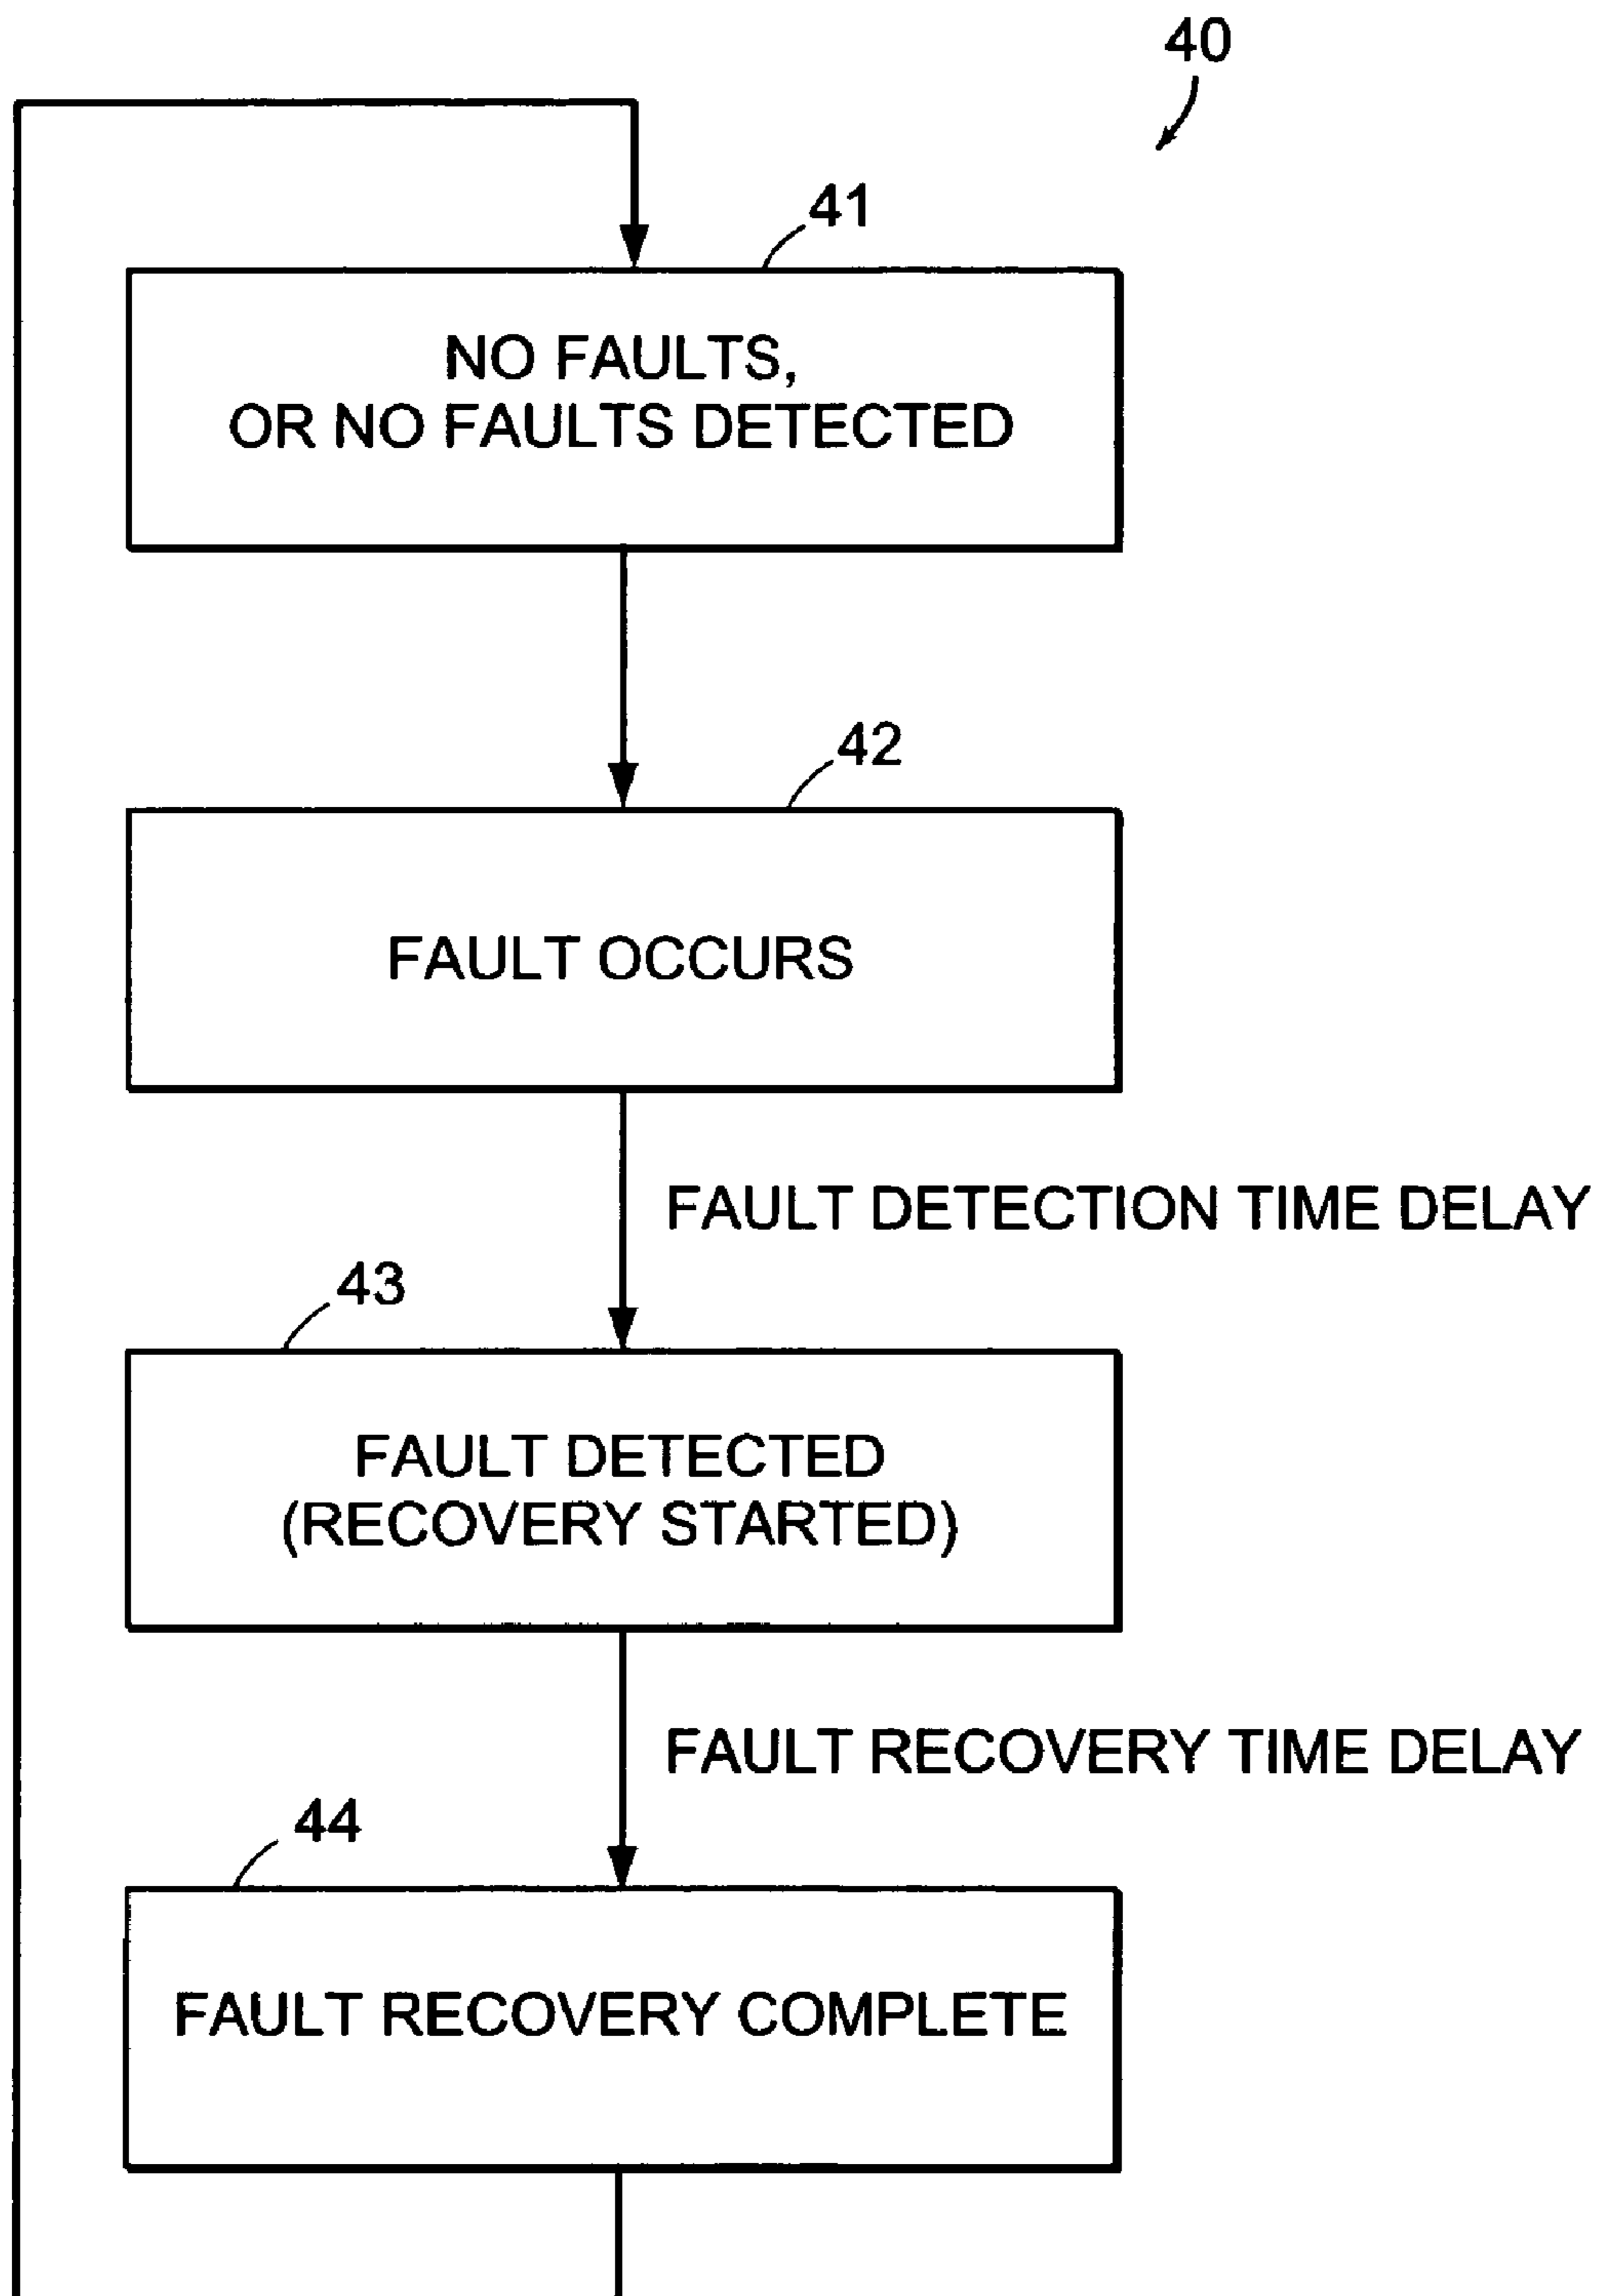 40
41
NO FAULTS,
OR NO FAULTS DETECTED
42
FAULT OCCURS
FAULT DETECTION TIME DELAY
43
FAULT DETECTED
(RECOVERY STARTED)
FAULT RECOVERY TIME DELAY
44
FAULT RECOVERY COMPLETE